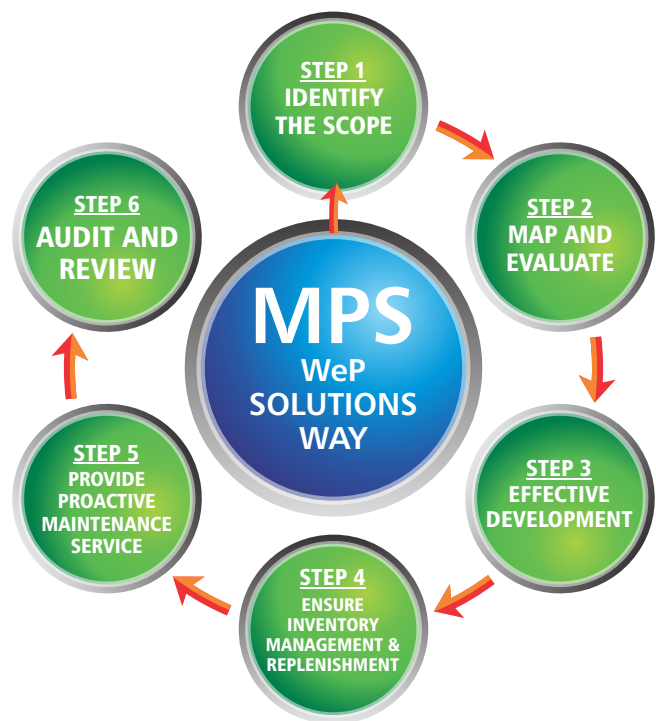 MPS
WeP
SOLUTIONS
WAY
STEP 1
IDENTIFY
THE SCOPE
STEP 2
MAP AND
EVALUATE
STEP 3
EFFECTIVE
DEVELOPMENT
STEP 4
ENSURE
INVENTORY
MANAGEMENT &
REPLENISHMENT
STEP 5
PROVIDE
PROACTIVE
MAINTENANCE
SERVICE
STEP 6
AUDIT AND
REVIEW